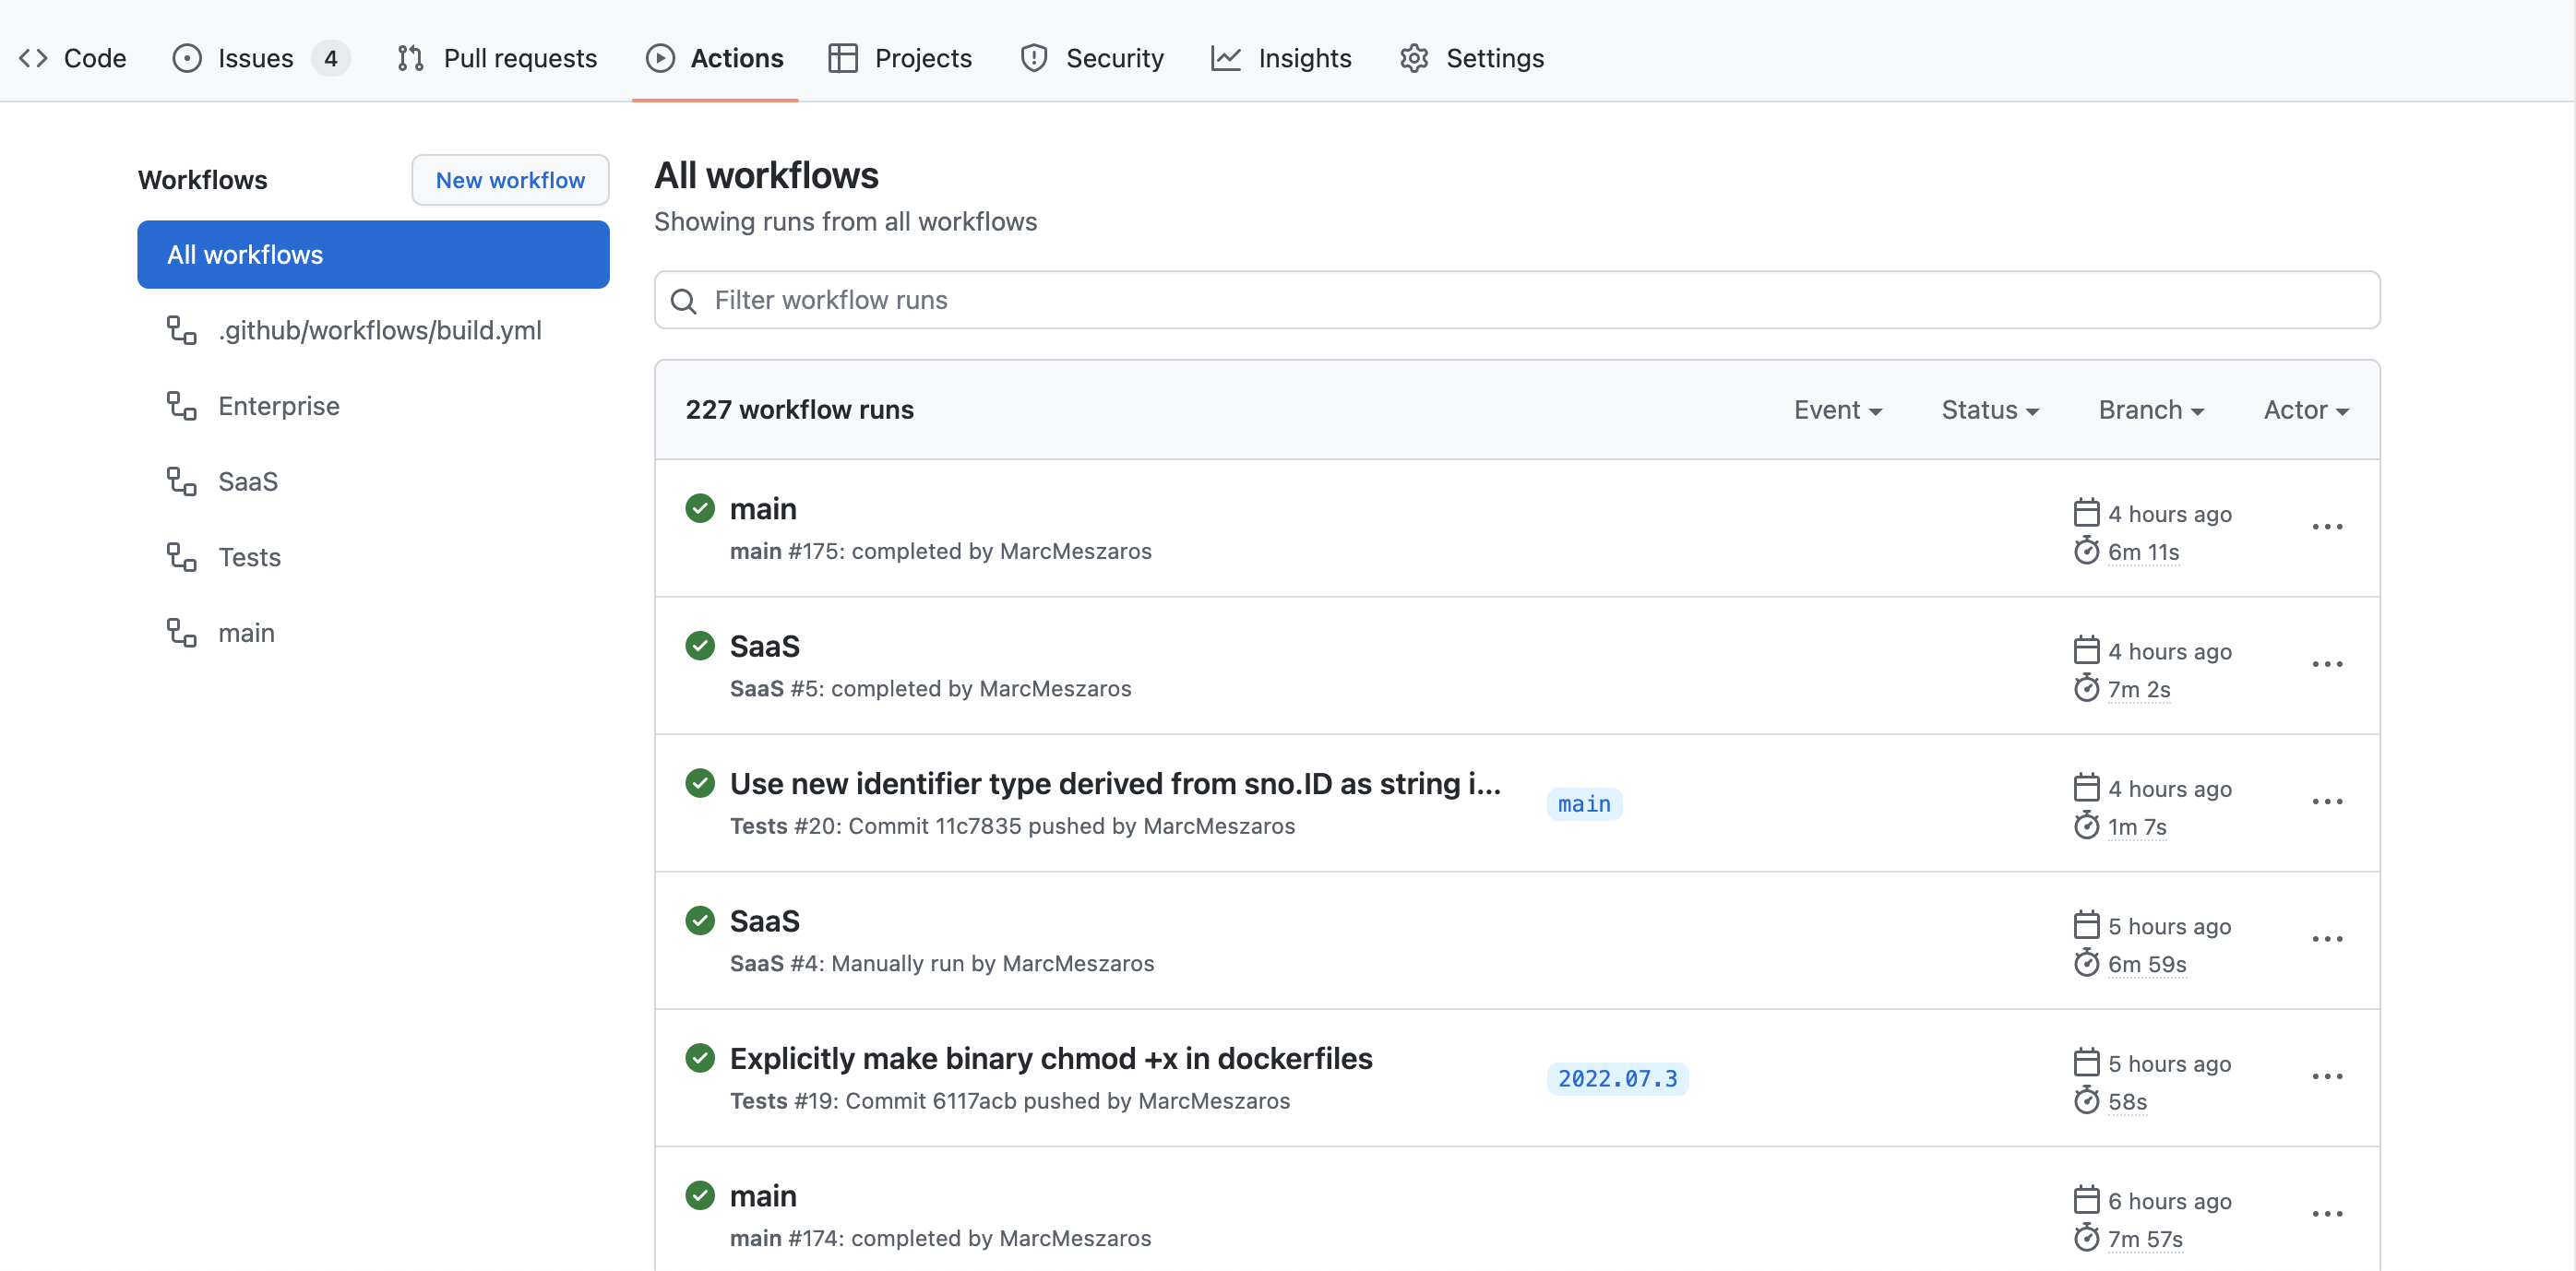 Code Issues 4 Pull requests Actions Projects Security Insights Settings
Workflows New workflow
All workflows
.github/workflows/build.yml
Enterprise
SaaS
Tests
main
All workflows
Showing runs from all workflows
Filter workflow runs
227 workflow runs Event Status Branch Actor
main
main #175: completed by MarcMeszaros
4 hours ago
6m 11s
SaaS
SaaS #5: completed by MarcMeszaros
4 hours ago
7m 2s
Use new identifier type derived from sno.ID as string i...
Tests #20: Commit 11c7835 pushed by MarcMeszaros
main
4 hours ago
1m 7s
SaaS
SaaS #4: Manually run by MarcMeszaros
5 hours ago
6m 59s
Explicitly make binary chmod +x in dockerfiles
Tests #19: Commit 6117acb pushed by MarcMeszaros
2022.07.3
5 hours ago
58s
main
main #174: completed by MarcMeszaros
6 hours ago
7m 57s